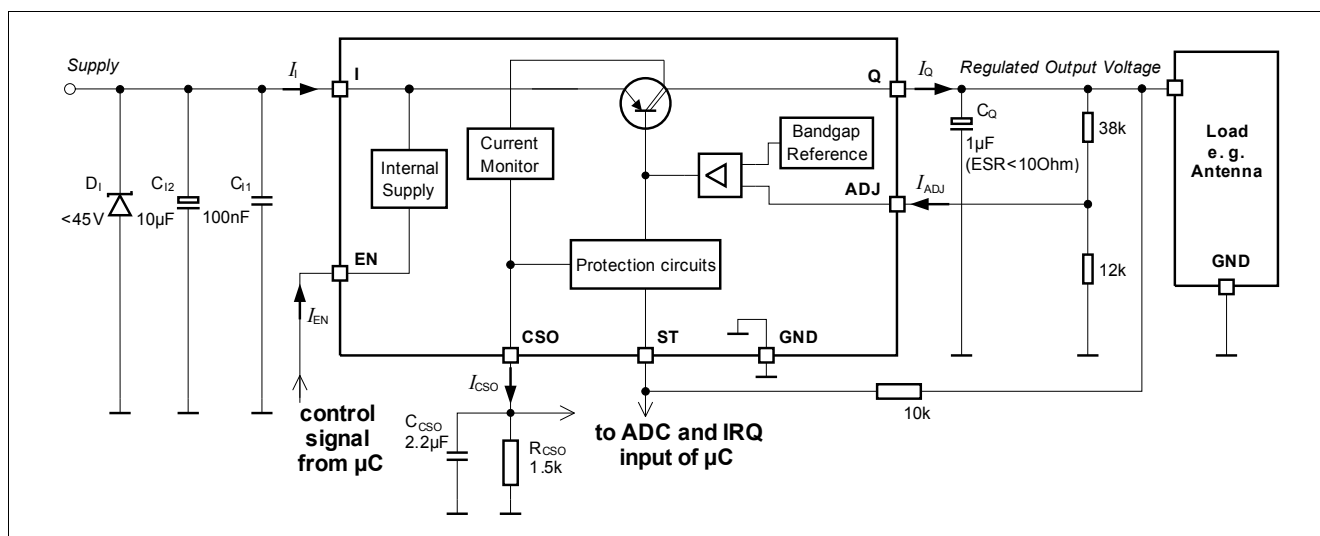 Supply
I_I
I
Q
I_Q
Regulated Output Voltage
D_I
<45V
C_I2
10µF
C_I1
100nF
Internal
Supply
Current
Monitor
Bandgap
Reference
ADJ
I_ADJ
C_Q
1µF
(ESR<10Ohm)
38k
12k
Load
e. g.
Antenna
GND
EN
I_EN
Protection circuits
CSO
ST
GND
I_CSO
C_CSO
2.2µF
R_CSO
1.5k
10k
control
signal
from µC
to ADC and IRQ
input of µC